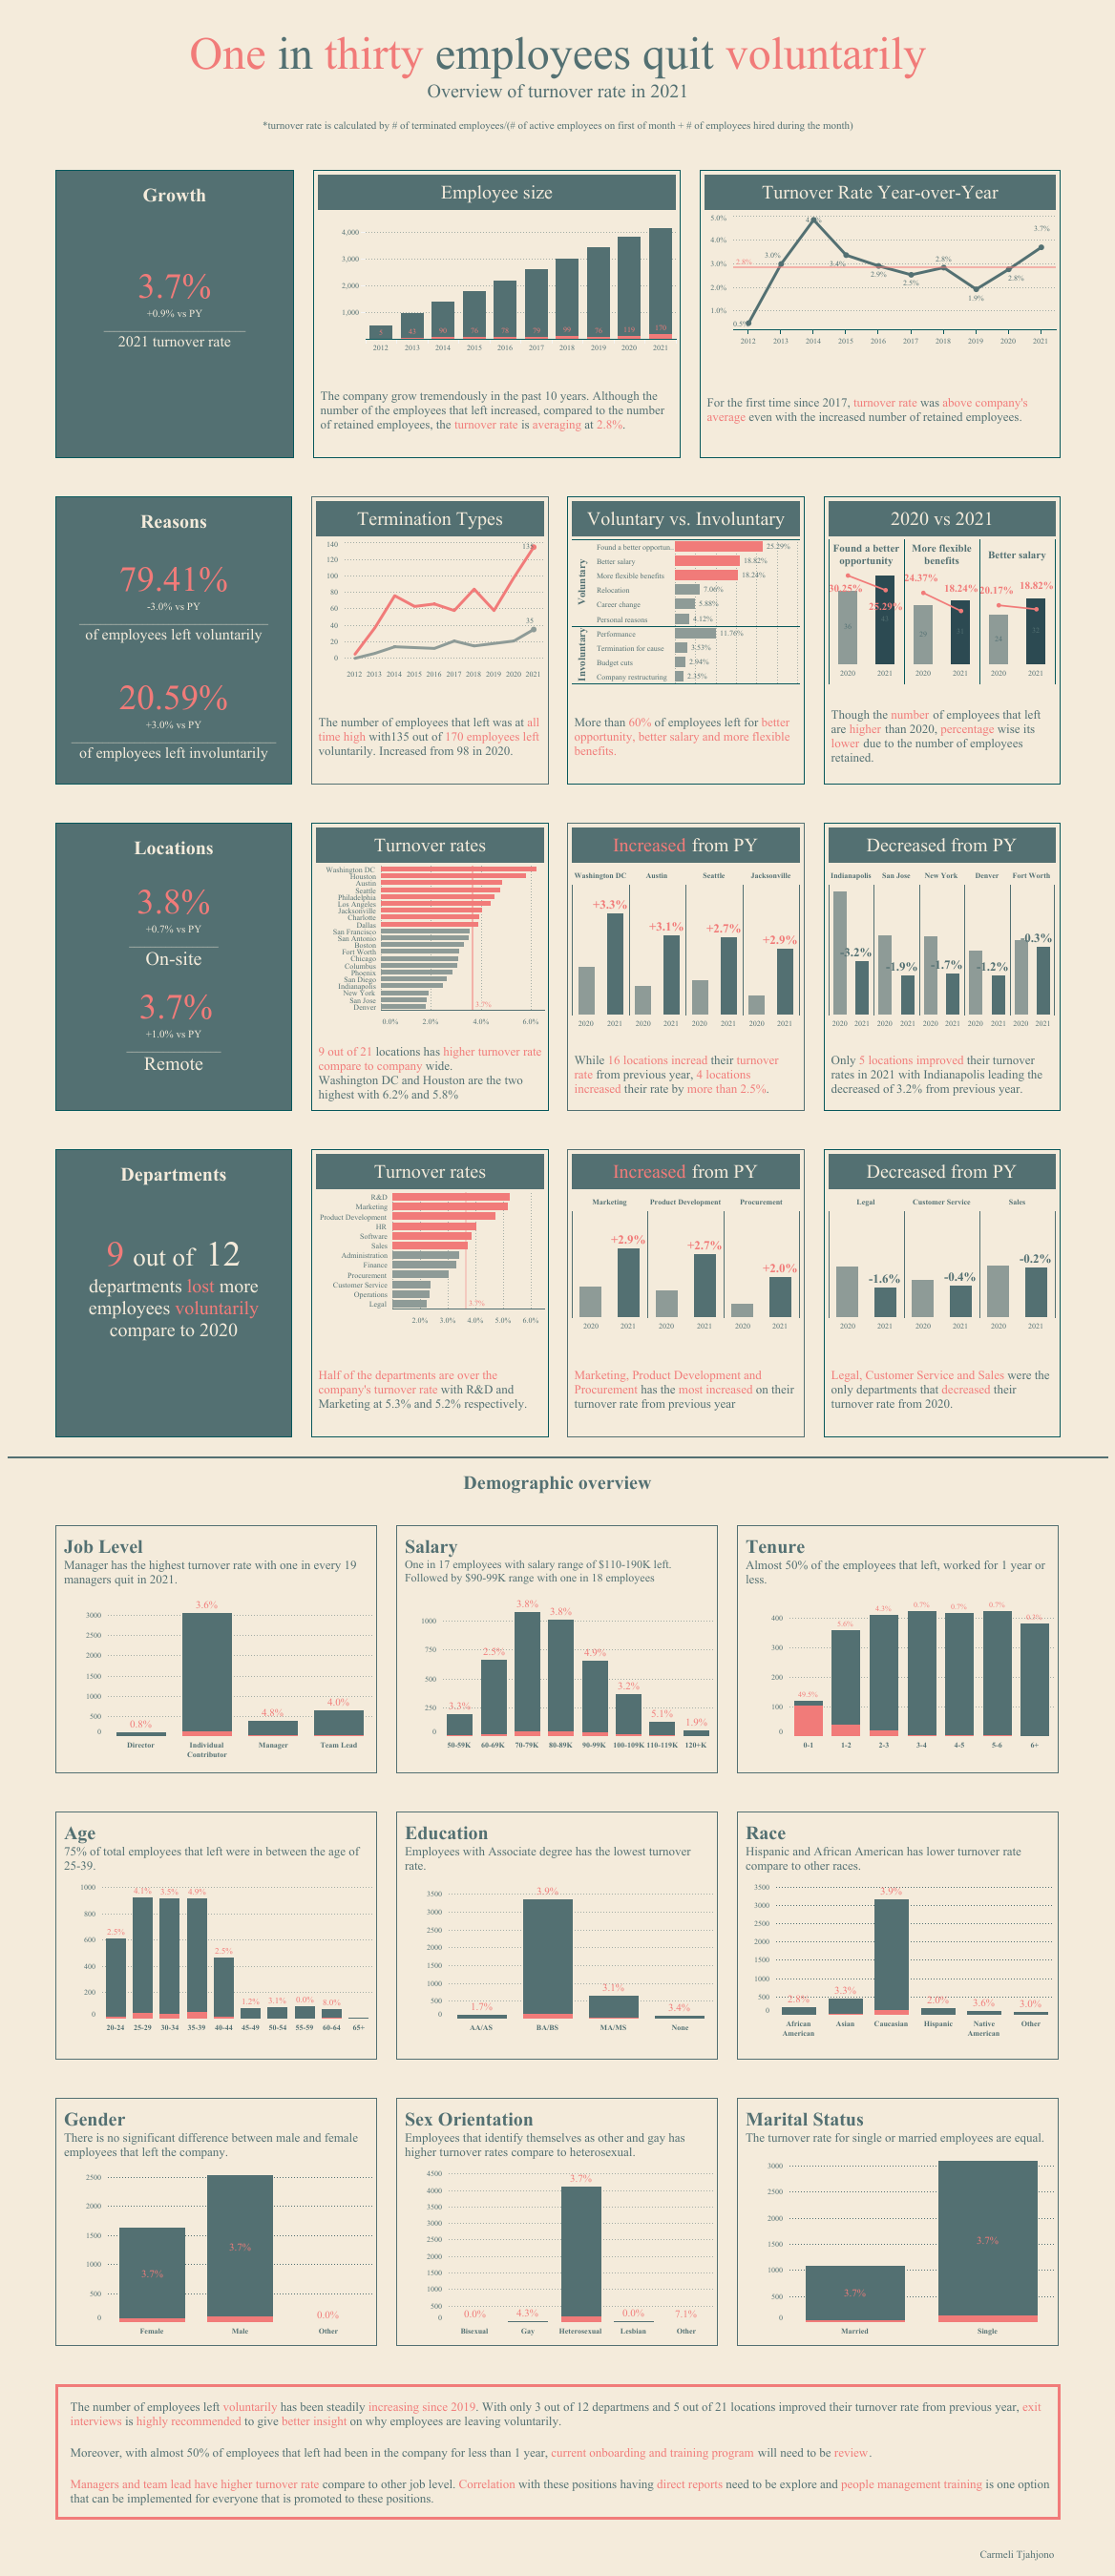 One in thirty employees quit voluntarily
Overview of turnover rate in 2021
*turnover rate is calculated by # of terminated employees/(# of active employees on first of month + # of employees hired during the month)
Growth
3.7%
+0.9% vs PY
2021 turnover rate
Employee size
4,000
3,000
2,000
1,000
5 43 90 76 78 79 99 76 119 170
2012 2013 2014 2015 2016 2017 2018 2019 2020 2021
The company grow tremendously in the past 10 years. Although the
number of the employees that left increased, compared to the number
of retained employees, the turnover rate is averaging at 2.8%.
Turnover Rate Year-over-Year
5.0%
4.0%
3.0%
2.0%
1.0%
2.8%
0.5% 3.0% 3.4% 2.9% 2.5% 2.8% 1.9% 2.8% 3.7%
2012 2013 2014 2015 2016 2017 2018 2019 2020 2021
For the first time since 2017, turnover rate was above company's
average even with the increased number of retained employees.
Reasons
79.41%
-3.0% vs PY
of employees left voluntarily
20.59%
+3.0% vs PY
of employees left involuntarily
Termination Types
140
120
100
80
60
40
20
0
135
35
2012 2013 2014 2015 2016 2017 2018 2019 2020 2021
The number of employees that left was at all
time high with135 out of 170 employees left
voluntarily. Increased from 98 in 2020.
Voluntary vs. Involuntary
Voluntary
Found a better opportun.. 25.29%
Better salary 18.82%
More flexible benefits 18.24%
Relocation 7.06%
Career change 5.88%
Personal reasons 4.12%
Involuntary
Performance 11.76%
Termination for cause 3.53%
Budget cuts 2.94%
Company restructuring 2.35%
More than 60% of employees left for better
opportunity, better salary and more flexible
benefits.
2020 vs 2021
Found a better
opportunity
More flexible
benefits
Better salary
30.25% 25.29% 24.37% 18.24% 20.17% 18.82%
36 43 29 31 24 32
2020 2021 2020 2021 2020 2021
Though the number of employees that left
are higher than 2020, percentage wise its
lower due to the number of employees
retained.
Locations
3.8%
+0.7% vs PY
On-site
3.7%
+1.0% vs PY
Remote
Turnover rates
Washington DC
Houston
Austin
Seattle
Philadelphia
Los Angeles
Jacksonville
Charlotte
Dallas
San Francisco
San Antonio
Boston
Fort Worth
Chicago
Columbus
Phoenix
San Diego
Indianapolis
New York
San Jose
Denver
3.7%
0.0% 2.0% 4.0% 6.0%
9 out of 21 locations has higher turnover rate
compare to company wide.
Washington DC and Houston are the two
highest with 6.2% and 5.8%
Increased from PY
Washington DC Austin Seattle Jacksonville
+3.3% +3.1% +2.7% +2.9%
2020 2021 2020 2021 2020 2021 2020 2021
While 16 locations incread their turnover
rate from previous year, 4 locations
increased their rate by more than 2.5%.
Decreased from PY
Indianapolis San Jose New York Denver Fort Worth
-3.2% -1.9% -1.7% -1.2% -0.3%
2020 2021 2020 2021 2020 2021 2020 2021 2020 2021
Only 5 locations improved their turnover
rates in 2021 with Indianapolis leading the
decreased of 3.2% from previous year.
Departments
9 out of 12
departments lost more
employees voluntarily
compare to 2020
Turnover rates
R&D
Marketing
Product Development
HR
Software
Sales
Administration
Finance
Procurement
Customer Service
Operations
Legal
3.7%
2.0% 3.0% 4.0% 5.0% 6.0%
Half of the departments are over the
company's turnover rate with R&D and
Marketing at 5.3% and 5.2% respectively.
Increased from PY
Marketing Product Development Procurement
+2.9% +2.7% +2.0%
2020 2021 2020 2021 2020 2021
Marketing, Product Development and
Procurement has the most increased on their
turnover rate from previous year
Decreased from PY
Legal Customer Service Sales
-1.6% -0.4% -0.2%
2020 2021 2020 2021 2020 2021
Legal, Customer Service and Sales were the
only departments that decreased their
turnover rate from 2020.
Demographic overview
Job Level
Manager has the highest turnover rate with one in every 19
managers quit in 2021.
3000
2500
2000
1500
1000
500
0
0.8% 3.6% 4.8% 4.0%
Director Individual Contributor Manager Team Lead
Salary
One in 17 employees with salary range of $110-190K left.
Followed by $90-99K range with one in 18 employees
1000
750
500
250
0
3.3% 2.5% 3.8% 3.8% 4.9% 3.2% 5.1% 1.9%
50-59K 60-69K 70-79K 80-89K 90-99K 100-109K 110-119K 120+K
Tenure
Almost 50% of the employees that left, worked for 1 year or
less.
400
300
200
100
0
49.5% 5.6% 4.3% 0.7% 0.7% 0.7% 0.3%
0-1 1-2 2-3 3-4 4-5 5-6 6+
Age
75% of total employees that left were in between the age of
25-39.
1000
800
600
400
200
0
2.5% 4.1% 3.5% 4.9% 2.5% 1.2% 3.1% 0.0% 8.0%
20-24 25-29 30-34 35-39 40-44 45-49 50-54 55-59 60-64 65+
Education
Employees with Associate degree has the lowest turnover
rate.
3500
3000
2500
2000
1500
1000
500
0
1.7% 3.9% 3.1% 3.4%
AA/AS BA/BS MA/MS None
Race
Hispanic and African American has lower turnover rate
compare to other races.
3500
3000
2500
2000
1500
1000
500
0
2.8% 3.3% 3.9% 2.0% 3.6% 3.0%
African American Asian Caucasian Hispanic Native American Other
Gender
There is no significant difference between male and female
employees that left the company.
2500
2000
1500
1000
500
0
3.7% 3.7% 0.0%
Female Male Other
Sex Orientation
Employees that identify themselves as other and gay has
higher turnover rates compare to heterosexual.
4500
4000
3500
3000
2500
2000
1500
1000
500
0
0.0% 4.3% 3.7% 0.0% 7.1%
Bisexual Gay Heterosexual Lesbian Other
Marital Status
The turnover rate for single or married employees are equal.
3000
2500
2000
1500
1000
500
0
3.7% 3.7%
Married Single
The number of employees left voluntarily has been steadily increasing since 2019. With only 3 out of 12 departmens and 5 out of 21 locations improved their turnover rate from previous year, exit
interviews is highly recommended to give better insight on why employees are leaving voluntarily.
Moreover, with almost 50% of employees that left had been in the company for less than 1 year, current onboarding and training program will need to be review.
Managers and team lead have higher turnover rate compare to other job level. Correlation with these positions having direct reports need to be explore and people management training is one option
that can be implemented for everyone that is promoted to these positions.
Carmeli Tjahjono